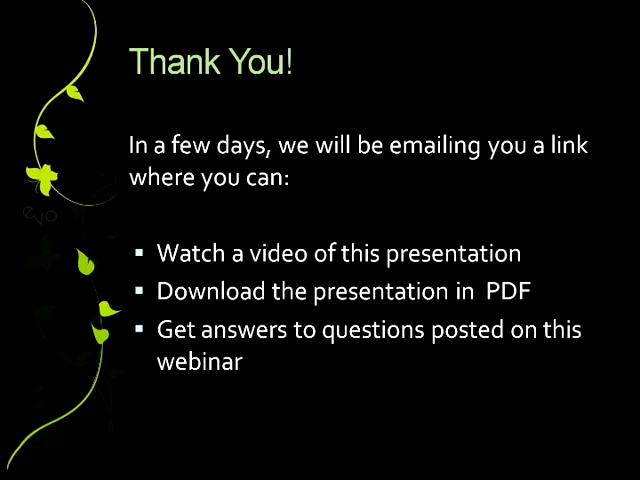 Thank You!
In a few days, we will be emailing you a link
where you can:
▪ Watch a video of this presentation
▪ Download the presentation in PDF
▪ Get answers to questions posted on this
webinar